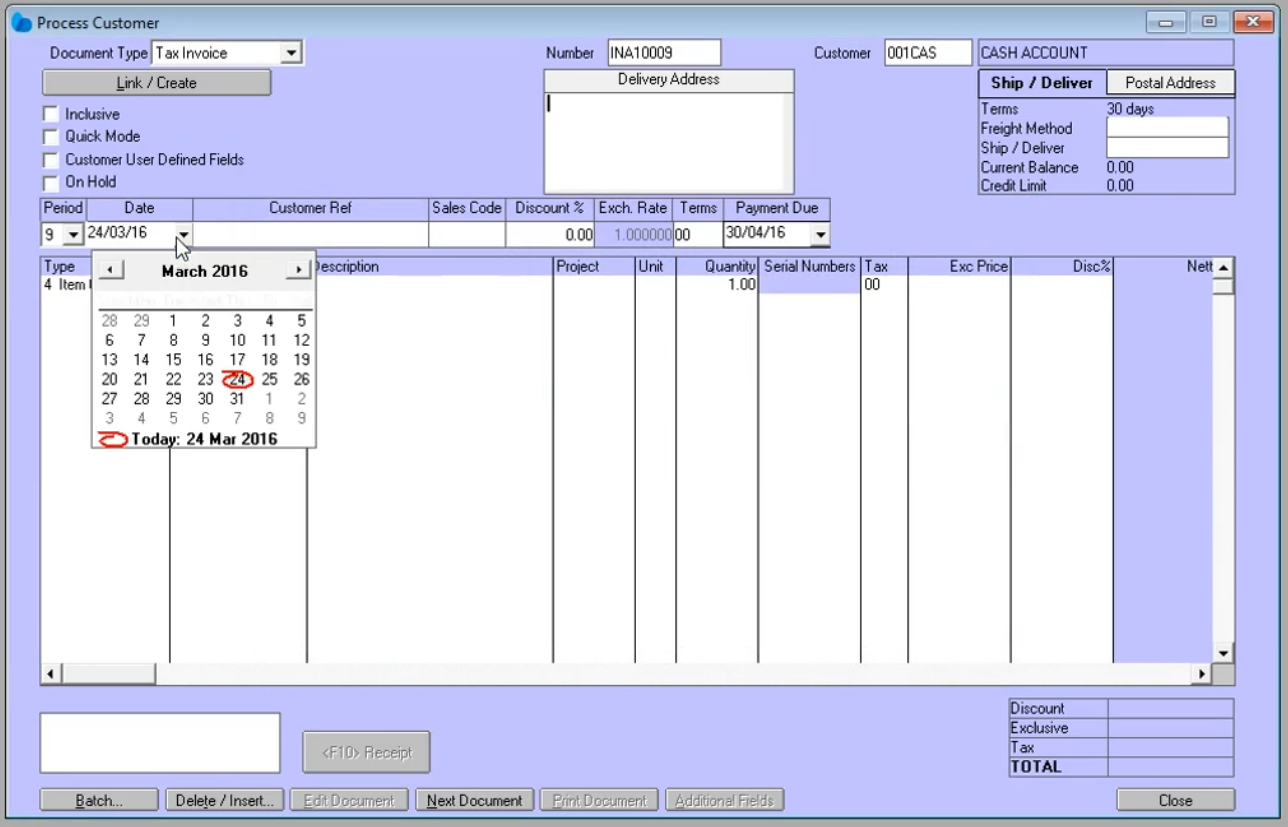 Process Customer
Document Type Tax Invoice Number INA10009 Customer 001CAS CASH ACCOUNT
Link / Create Delivery Address Ship / Deliver Postal Address
Inclusive Terms 30 days
Quick Mode Freight Method
Customer User Defined Fields Ship / Deliver
On Hold Current Balance 0.00
Credit Limit 0.00
Period Date Customer Ref Sales Code Discount % Exch. Rate Terms Payment Due
9 24/03/16 0.00 1.000000 00 30/04/16
Type Description Project Unit Quantity Serial Numbers Tax Exc Price Disc% Nett
4 Item 1.00 00
March 2016
28 29 1 2 3 4 5
6 7 8 9 10 11 12
13 14 15 16 17 18 19
20 21 22 23 24 25 26
27 28 29 30 31 1 2
3 4 5 6 7 8 9
Today: 24 Mar 2016
Discount
Exclusive
Tax
TOTAL
<F10> Receipt
Batch... Delete / Insert... Edit Document Next Document Print Document Additional Fields Close